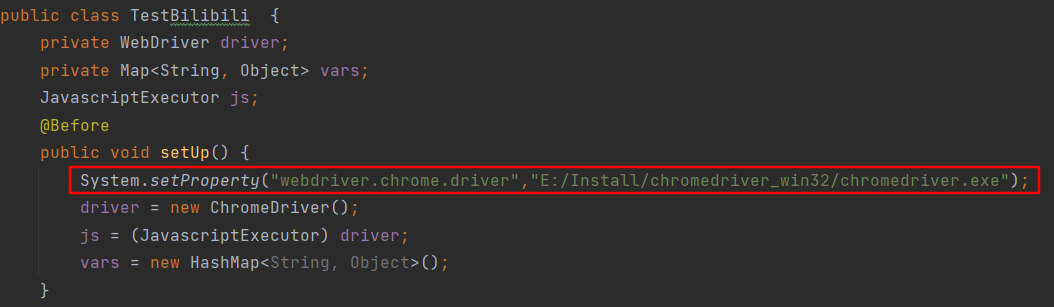 public class TestBilibili  {
    private WebDriver driver;
    private Map<String, Object> vars;
    JavascriptExecutor js;
    @Before
    public void setUp() {
        System.setProperty("webdriver.chrome.driver","E:/Install/chromedriver_win32/chromedriver.exe");
        driver = new ChromeDriver();
        js = (JavascriptExecutor) driver;
        vars = new HashMap<String, Object>();
    }